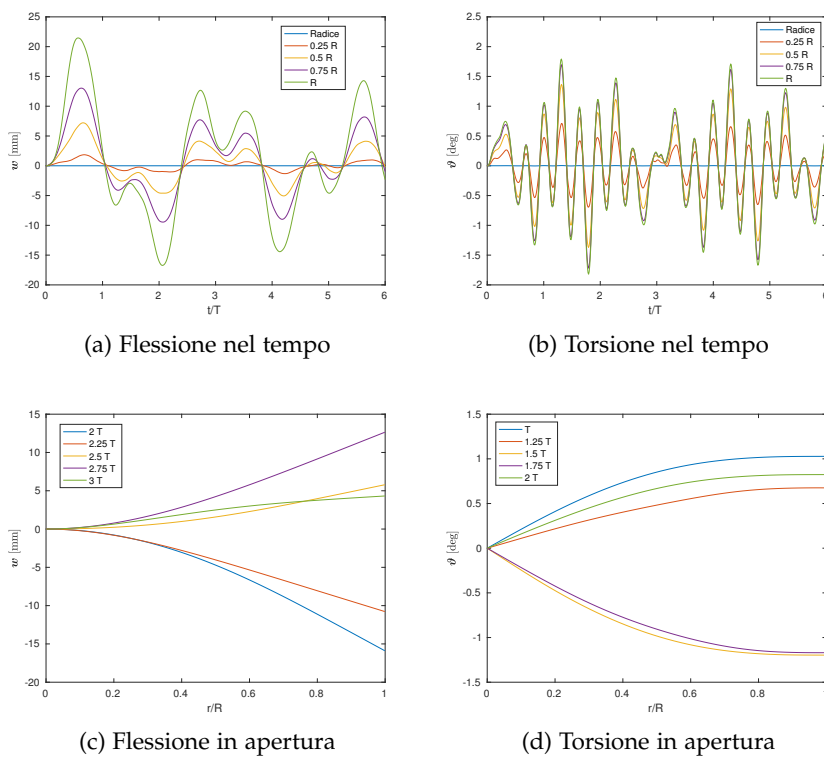 25
20
15
10
5
0
-5
-10
-15
-20
w [mm]
0 1 2 3 4 5 6
t/T
Radice
0.25 R
0.5 R
0.75 R
R
(a) Flessione nel tempo
2
1.5
1
0.5
0
-0.5
-1
-1.5
-2
ϑ [deg]
0 1 2 3 4 5 6
t/T
Radice
o.25 R
0.5 R
0.75 R
R
(b) Torsione nel tempo
15
10
5
0
-5
-10
-15
-20
w [mm]
0 0.2 0.4 0.6 0.8 1
r/R
2 T
2.25 T
2.5 T
2.75 T
3 T
(c) Flessione in apertura
1.5
1
0.5
0
-0.5
-1
-1.5
ϑ [deg]
0 0.2 0.4 0.6 0.8 1
r/R
T
1.25 T
1.5 T
1.75 T
2 T
(d) Torsione in apertura